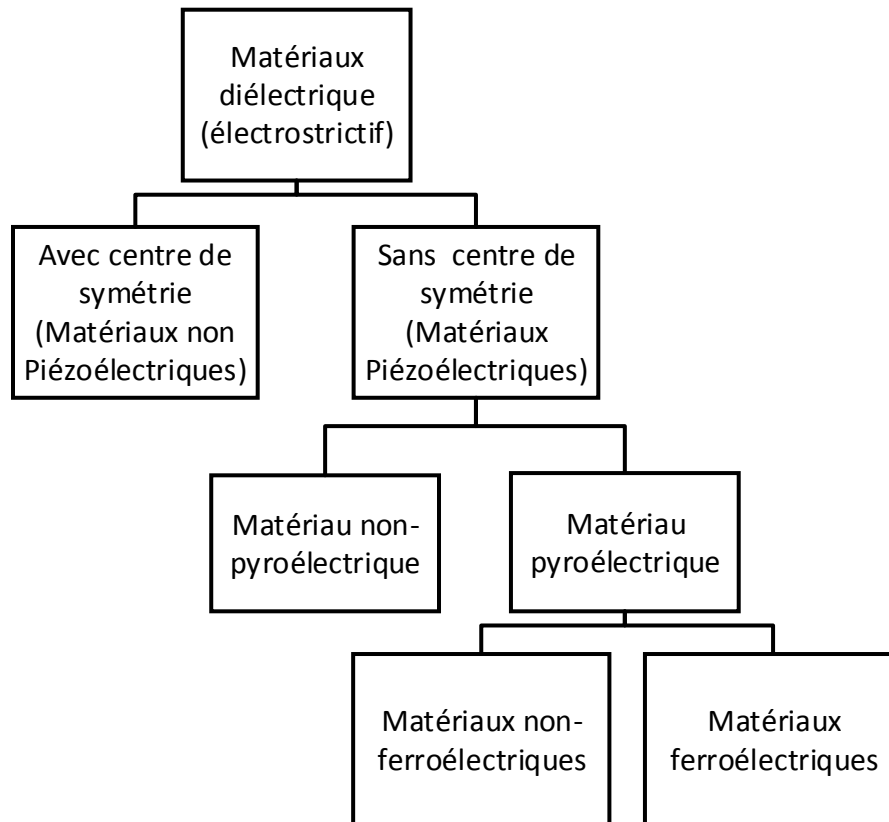 Matériaux
diélectrique
(électrostrictif)
Avec centre de
symétrie
(Matériaux non
Piézoélectriques)
Sans  centre de
symétrie
(Matériaux
Piézoélectriques)
Matériau non-
pyroélectrique
Matériau
pyroélectrique
Matériaux non-
ferroélectriques
Matériaux
ferroélectriques